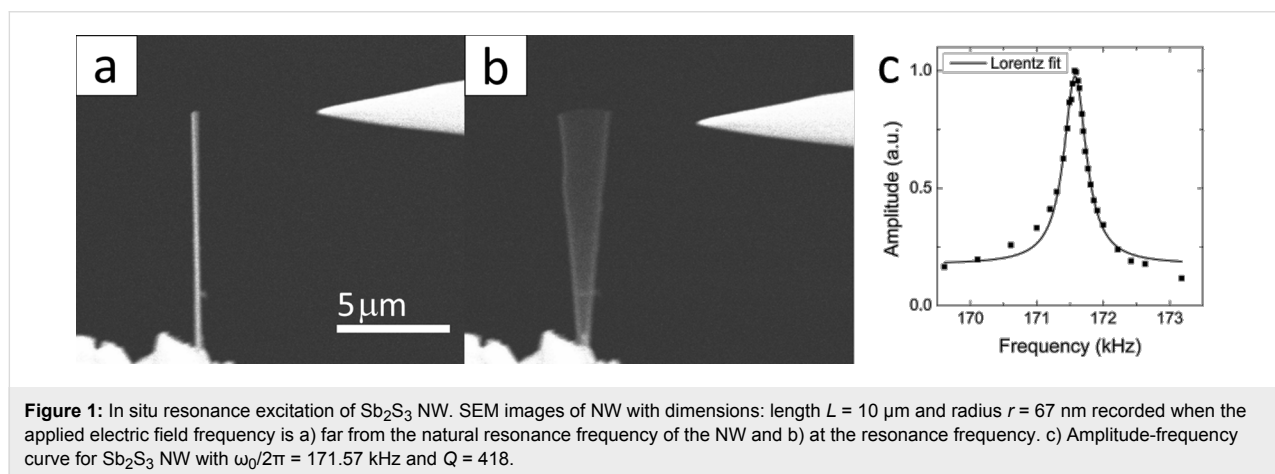 a
b
c
5 µm
Lorentz fit
1.0
0.5
0.0
Amplitude (a.u.)
170 171 172 173
Frequency (kHz)
Figure 1: In situ resonance excitation of Sb₂S₃ NW. SEM images of NW with dimensions: length L = 10 µm and radius r = 67 nm recorded when the
applied electric field frequency is a) far from the natural resonance frequency of the NW and b) at the resonance frequency. c) Amplitude-frequency
curve for Sb₂S₃ NW with ω₀/2π = 171.57 kHz and Q = 418.